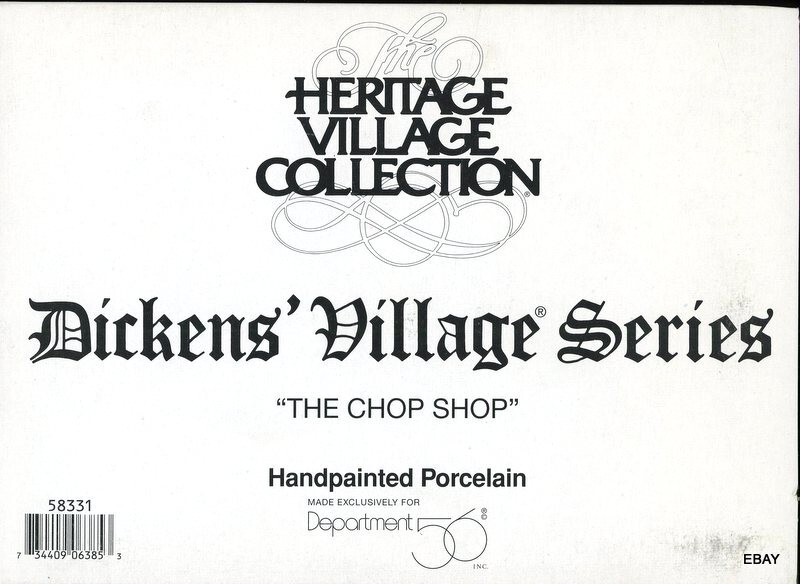 The
HERITAGE
VILLAGE
COLLECTION®
Dickens' Village® Series
“THE CHOP SHOP”
Handpainted Porcelain
MADE EXCLUSIVELY FOR
Department 56®©
INC.
58331
7 34409 06385 3
EBAY